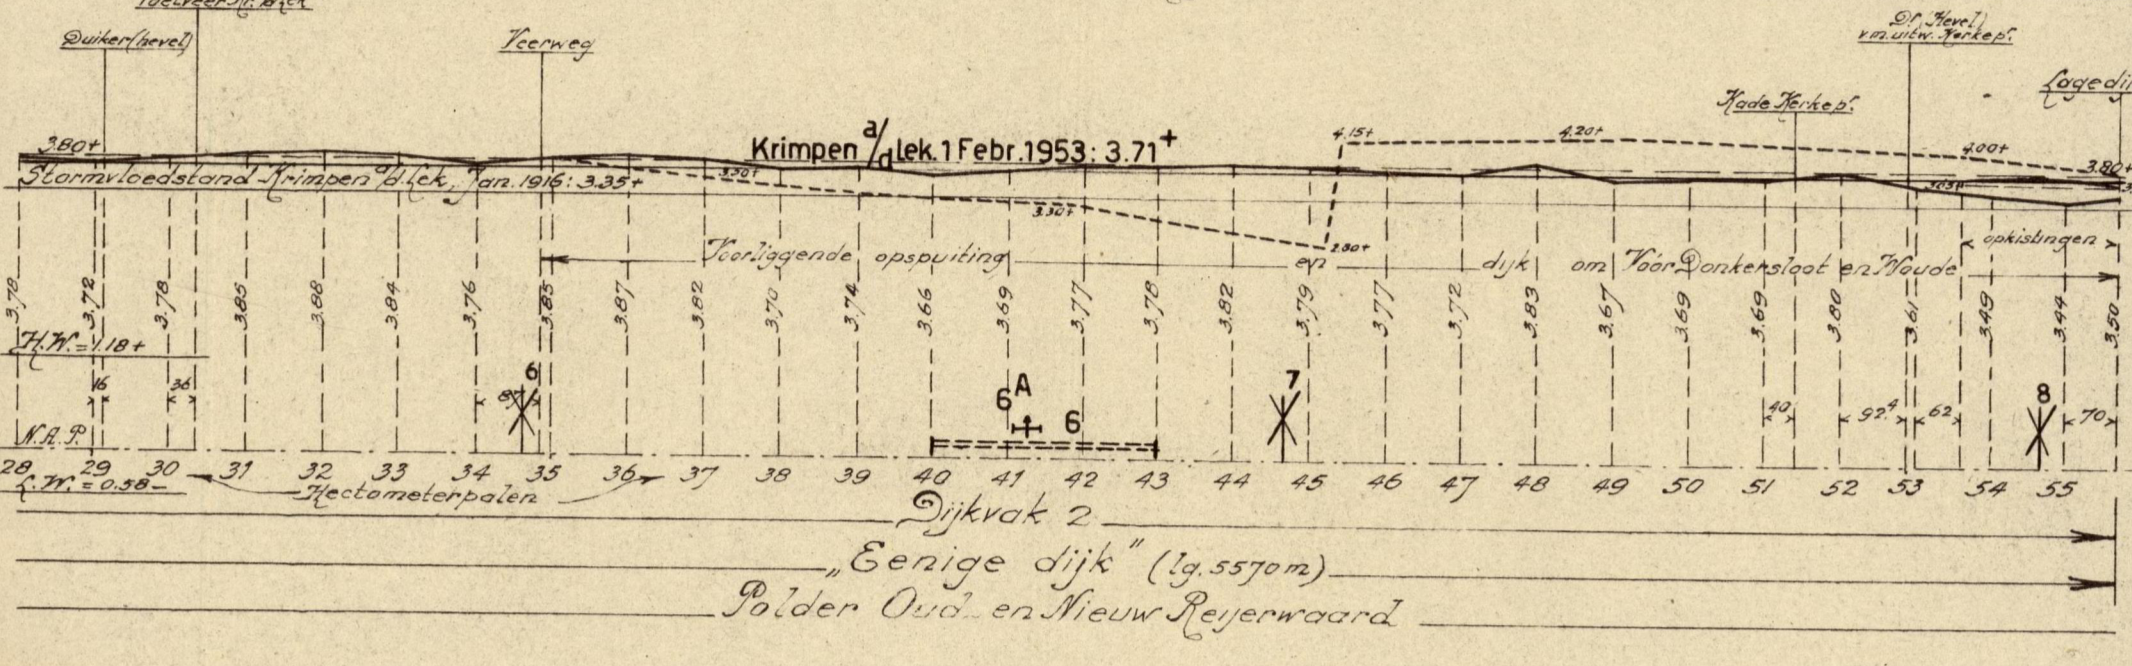 Duiker (hevel)
Veerweg
Dr. (Hevel)
v.m. uitw. Kerkepr.
Kade Kerkepr.
Lagedij
3.80+
Krimpen a/d Lek. 1 Febr. 1953: 3.71+
4.15+ 4.20+ 4.00+ 3.80+
Stormvloedstand Krimpen a/d Lek, Jan. 1916: 3.35+
3.50+ 3.30+ 2.80+
opkistingen
Voorliggende opspuiting en dijk om Vóór Donkersloot en Woude
3.78 3.72 3.78 3.85 3.88 3.84 3.76 3.85 3.87 3.82 3.70 3.74 3.66 3.69 3.77 3.78 3.82 3.79 3.77 3.72 3.83 3.67 3.69 3.69 3.80 3.61 3.49 3.44 3.50
H.W. = 1.18+
16 36 87 6 6A 6 7 40 92.4 62 8 70
N.A.P.
28 29 30 31 32 33 34 35 36 37 38 39 40 41 42 43 44 45 46 47 48 49 50 51 52 53 54 55
L.W. = 0.58-
Hectometerpalen
Dijkvak 2
„Eenige dijk" (lg. 5570m)
Polder Oud- en Nieuw Reijerwaard